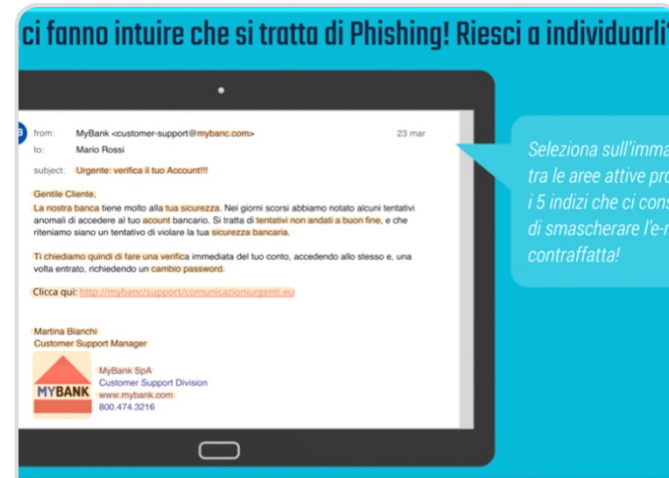 ci fanno intuire che si tratta di Phishing! Riesci a individuarli?
from: MyBank <customer-support@mybanc.com> 23 mar
to: Mario Rossi
subject: Urgente: verifica il tuo Account!!!
Gentile Cliente,
La nostra banca tiene molto alla tua sicurezza. Nei giorni scorsi abbiamo notato alcuni tentativi
anomali di accedere al tuo acount bancario. Si tratta di tentativi non andati a buon fine, e che
riteniamo siano un tentativo di violare la tua sicurezza bancaria.
Ti chiediamo quindi di fare una verifica immediata del tuo conto, accedendo allo stesso e, una
volta entrato, richiedendo un cambio password.
Clicca qui: http://mybanc/support/comunicazioniurgenti.eu
Martina Bianchi
Customer Support Manager
MYBANK
MyBank SpA
Customer Support Division
www.mybank.com
800.474.3216
Seleziona sull'imma
tra le aree attive pro
i 5 indizi che ci cons
di smascherare l'e-
contraffatta!